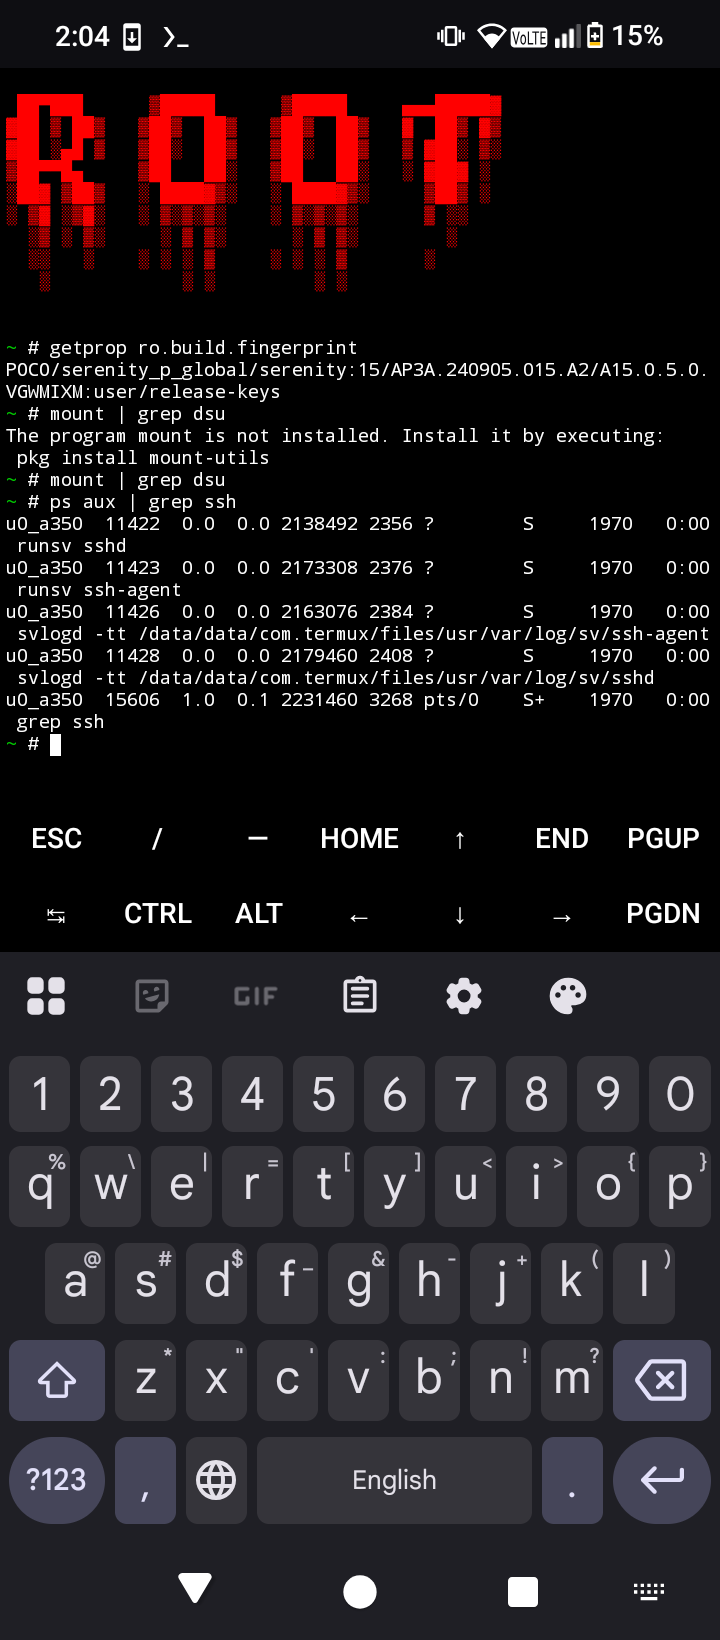 2:04 VoLTE 15%
ROOT
~ # getprop ro.build.fingerprint
POCO/serenity_p_global/serenity:15/AP3A.240905.015.A2/A15.0.5.0.
VGWMIXM:user/release-keys
~ # mount | grep dsu
The program mount is not installed. Install it by executing:
 pkg install mount-utils
~ # mount | grep dsu
~ # ps aux | grep ssh
u0_a350  11422  0.0  0.0 2138492 2356 ?        S     1970   0:00
 runsv sshd
u0_a350  11423  0.0  0.0 2173308 2376 ?        S     1970   0:00
 runsv ssh-agent
u0_a350  11426  0.0  0.0 2163076 2384 ?        S     1970   0:00
 svlogd -tt /data/data/com.termux/files/usr/var/log/sv/ssh-agent
u0_a350  11428  0.0  0.0 2179460 2408 ?        S     1970   0:00
 svlogd -tt /data/data/com.termux/files/usr/var/log/sv/sshd
u0_a350  15606  1.0  0.1 2231460 3268 pts/0    S+    1970   0:00
 grep ssh
~ #
ESC / — HOME ↑ END PGUP
↹ CTRL ALT ← ↓ → PGDN
GIF
1 2 3 4 5 6 7 8 9 0
q% w\ e| r= t[ y] u< i> o{ p}
a@ s# d$ f_ g& h- j+ k( l)
z* x" c' v: b; n! m?
?123 , English .